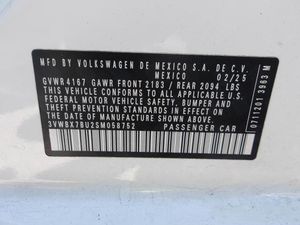 MFD BY VOLKSWAGEN DE MEXICO S.A. DE C.V.
MEXICO 02/25
GVWR 4167 GAWR FRONT 2183 / REAR 2094 LBS
THIS VEHICLE CONFORMS TO ALL APPLICABLE
FEDERAL MOTOR VEHICLE SAFETY, BUMPER AND
THEFT PREVENTION STANDARDS IN EFFECT ON THE
DATE OF MANUFACTURE SHOWN ABOVE
3VWBX7BU2SM058752 PASSENGER CAR
0711201 3963 M